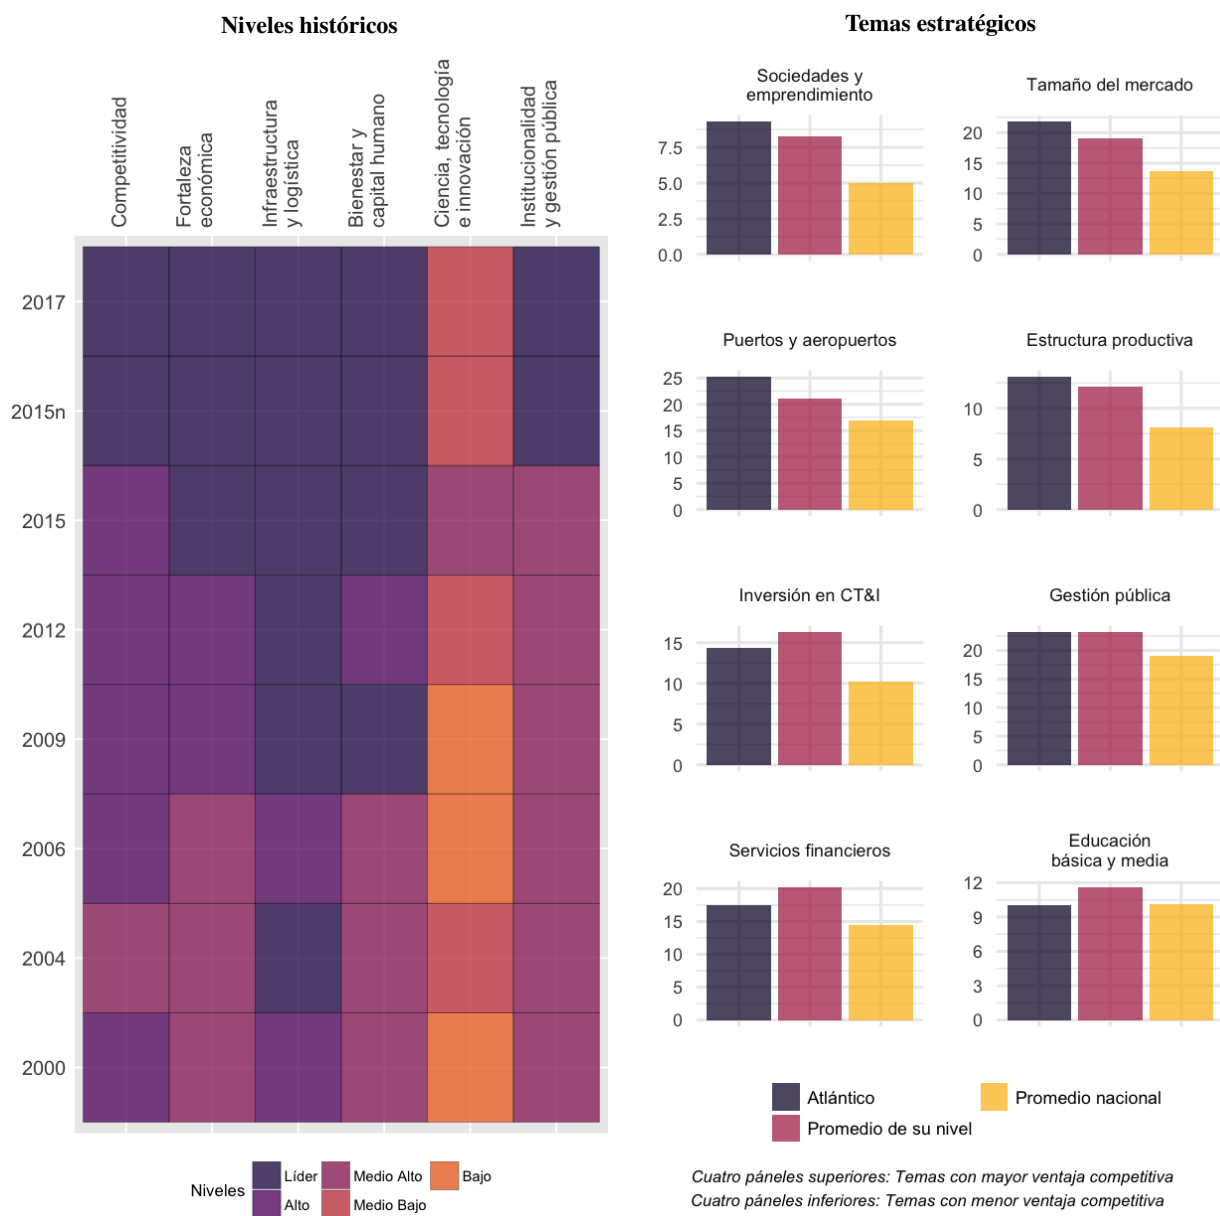 Niveles históricos
Competitividad
Fortaleza
económica
Infraestructura
y logística
Bienestar y
capital humano
Ciencia, tecnología
e innovación
Institucionalidad
y gestión pública
2017
2015n
2015
2012
2009
2006
2004
2000
Niveles
Líder
Medio Alto
Bajo
Alto
Medio Bajo
Temas estratégicos
Sociedades y
emprendimiento
7.5
5.0
2.5
0.0
Tamaño del mercado
20
15
10
5
0
Puertos y aeropuertos
25
20
15
10
5
0
Estructura productiva
10
5
0
Inversión en CT&I
15
10
5
0
Gestión pública
20
15
10
5
0
Servicios financieros
20
15
10
5
0
Educación
básica y media
12
9
6
3
0
Atlántico
Promedio nacional
Promedio de su nivel
Cuatro páneles superiores: Temas con mayor ventaja competitiva
Cuatro páneles inferiores: Temas con menor ventaja competitiva